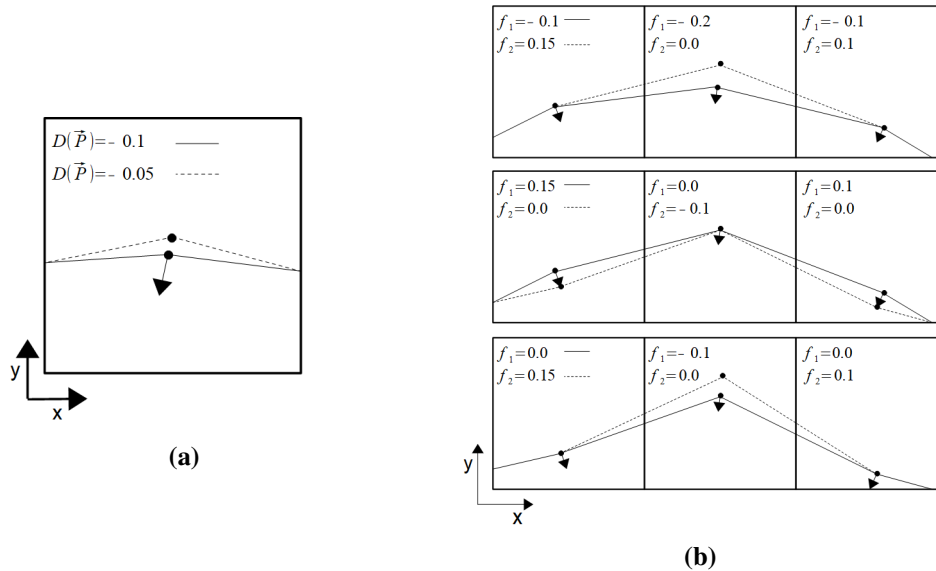 D(P⃗)=- 0.1
D(P⃗)=- 0.05
y
x
(a)
f₁=- 0.1
f₂=0.15
f₁=- 0.2
f₂=0.0
f₁=- 0.1
f₂=0.1
f₁=0.15
f₂=0.0
f₁=0.0
f₂=- 0.1
f₁=0.1
f₂=0.0
f₁=0.0
f₂=0.15
f₁=- 0.1
f₂=0.0
f₁=0.0
f₂=0.1
y
x
(b)